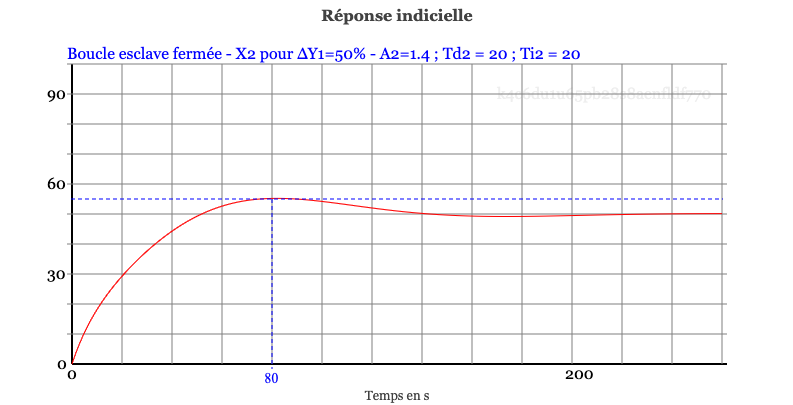 Réponse indicielle
Boucle esclave fermée - X2 pour ΔY1=50% - A2=1.4 ; Td2 = 20 ; Ti2 = 20
90
60
30
0
0
80
200
Temps en s